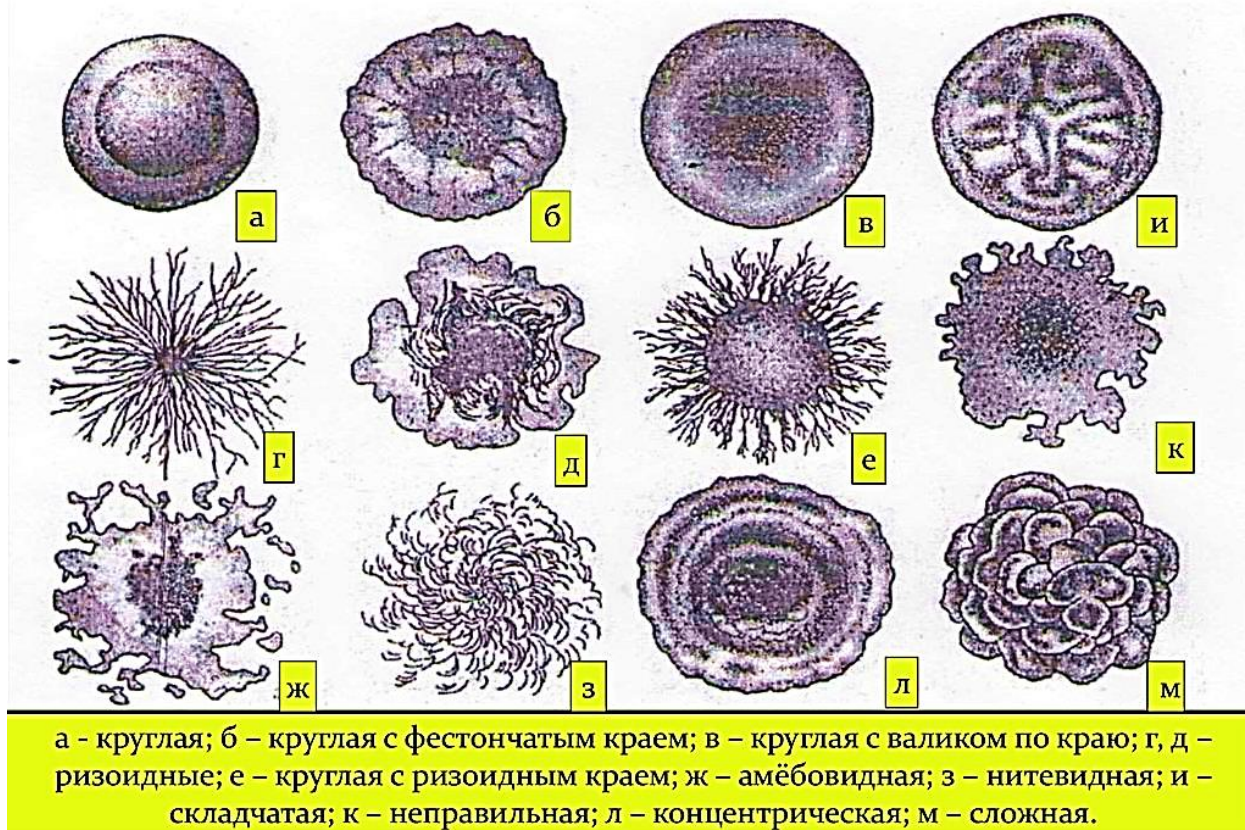 а
б
в
и
г
д
е
к
ж
з
л
м
а - круглая; б – круглая с фестончатым краем; в – круглая с валиком по краю; г, д –
ризоидные; е – круглая с ризоидным краем; ж – амёбовидная; з – нитевидная; и –
складчатая; к – неправильная; л – концентрическая; м – сложная.